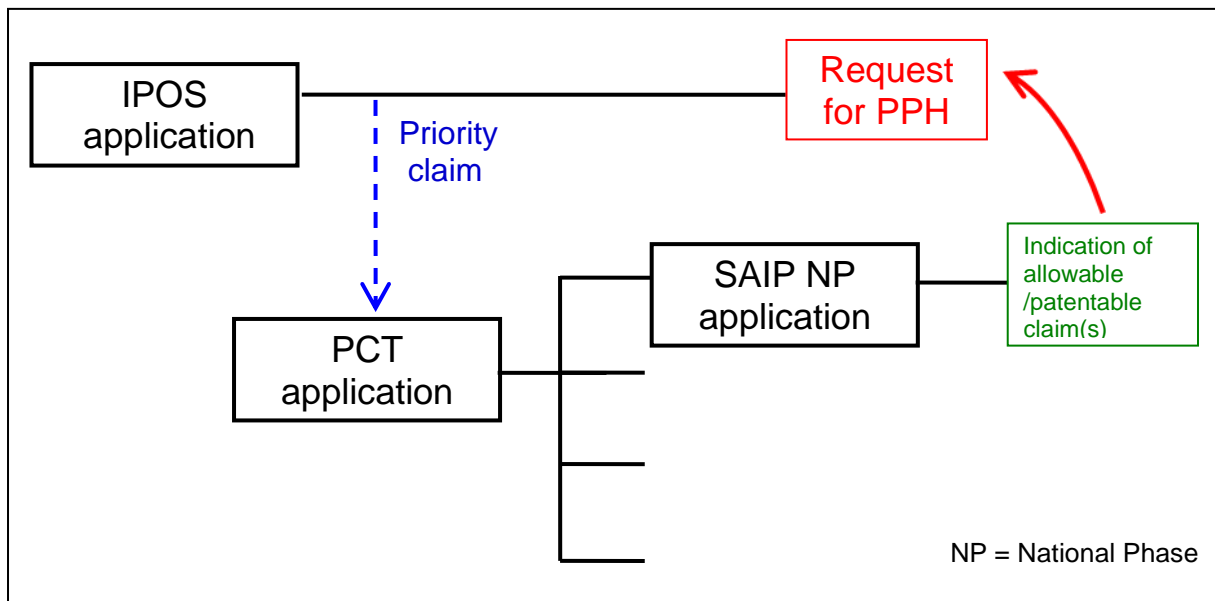 IPOS
application
Priority
claim
Request
for PPH
PCT
application
SAIP NP
application
Indication of
allowable
/patentable
claim(s)
NP = National Phase